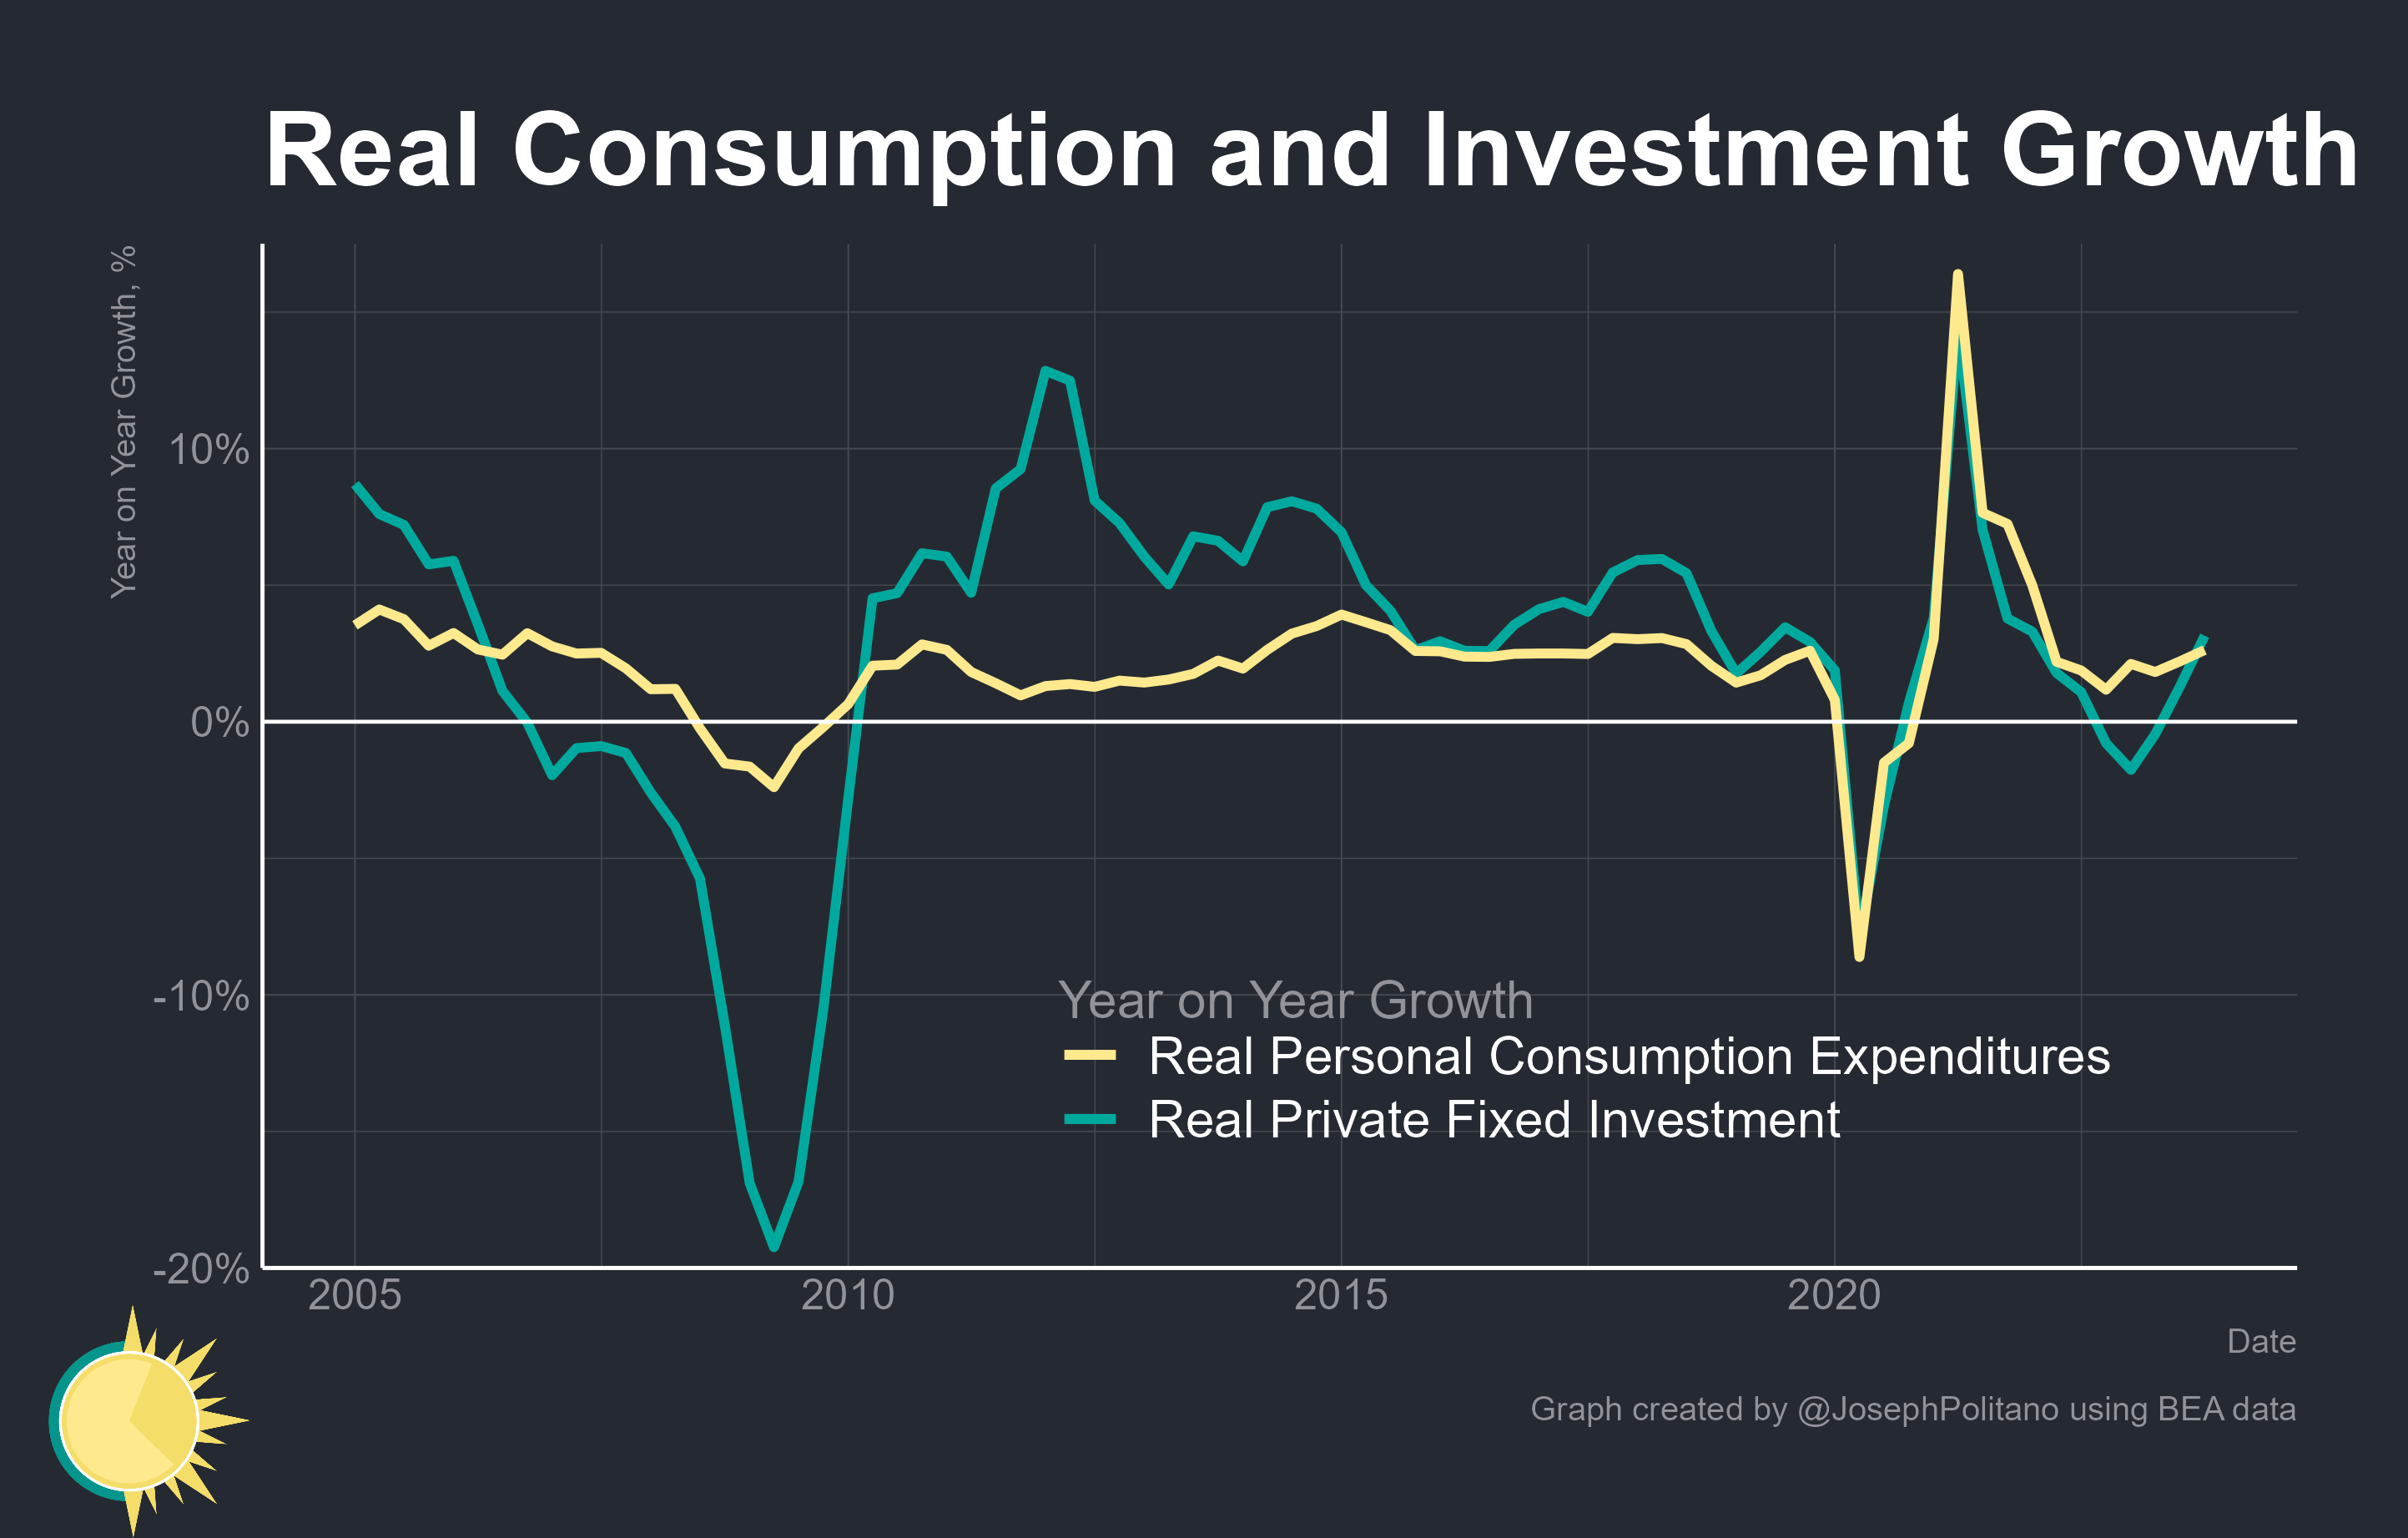 Real Consumption and Investment Growth
Year on Year Growth, %
10%
0%
-10%
-20%
Year on Year Growth
Real Personal Consumption Expenditures
Real Private Fixed Investment
2005 2010 2015 2020
Date
Graph created by @JosephPolitano using BEA data